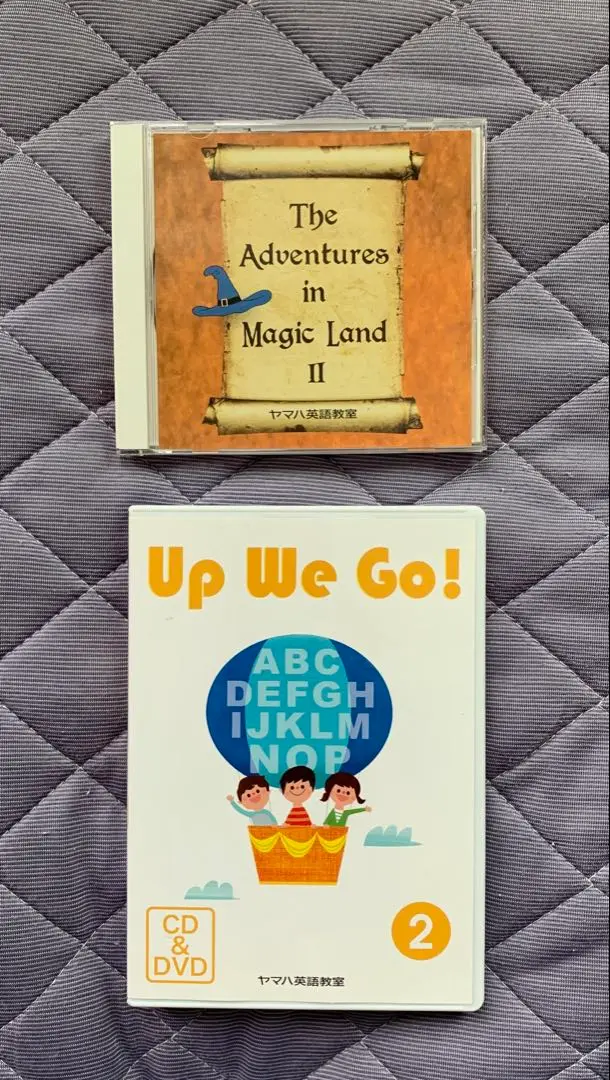 The
Adventures
in
Magic Land
II
ヤマハ英語教室
Up We Go!
ABC
DEFGH
IJKLM
NOP
CD
&
DVD
2
ヤマハ英語教室